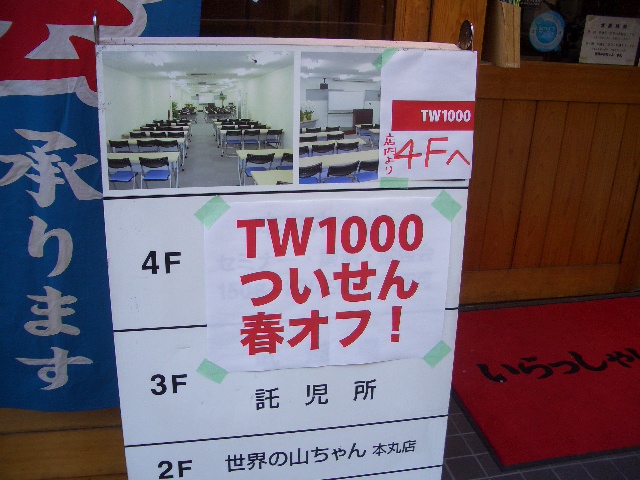 承ります
TW1000
店内より
4Fへ
4F
TW1000
ついせん
春オフ！
3F
託児所
2F
世界の山ちゃん 本丸店
いらっしゃい